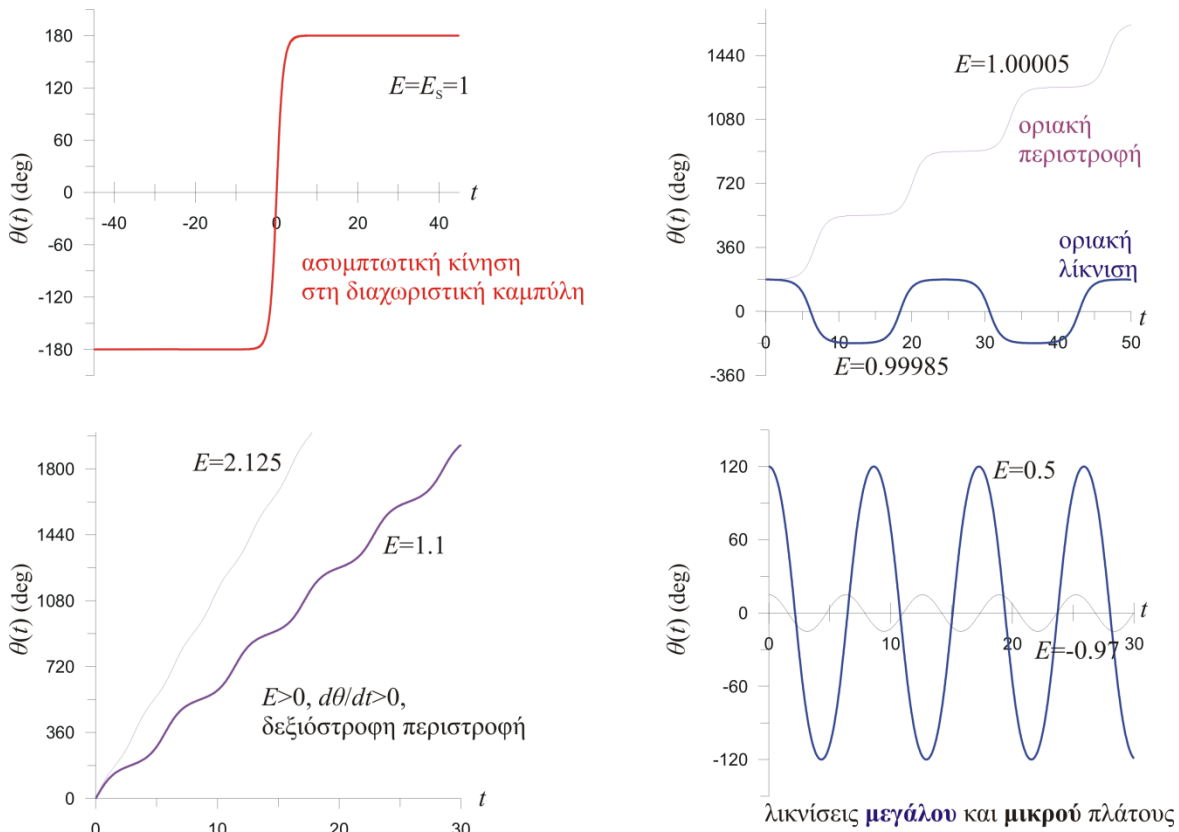 180
120
60
0
-60
-120
-180
θ(t) (deg)
E=Es=1
-40
-20
0
20
40
t
ασυμπτωτική κίνηση
στη διαχωριστική καμπύλη
1440
1080
720
360
0
-360
θ(t) (deg)
E=1.00005
οριακή
περιστροφή
οριακή
λίκνιση
t
0
10
20
30
40
50
E=0.99985
1800
1440
1080
720
360
0
θ(t) (deg)
E=2.125
E=1.1
E>0, dθ/dt>0,
δεξιόστροφη περιστροφή
0
10
20
30
t
120
60
0
-60
-120
θ(t) (deg)
E=0.5
t
0
10
20
30
E=-0.97
λικνίσεις μεγάλου και μικρού πλάτους